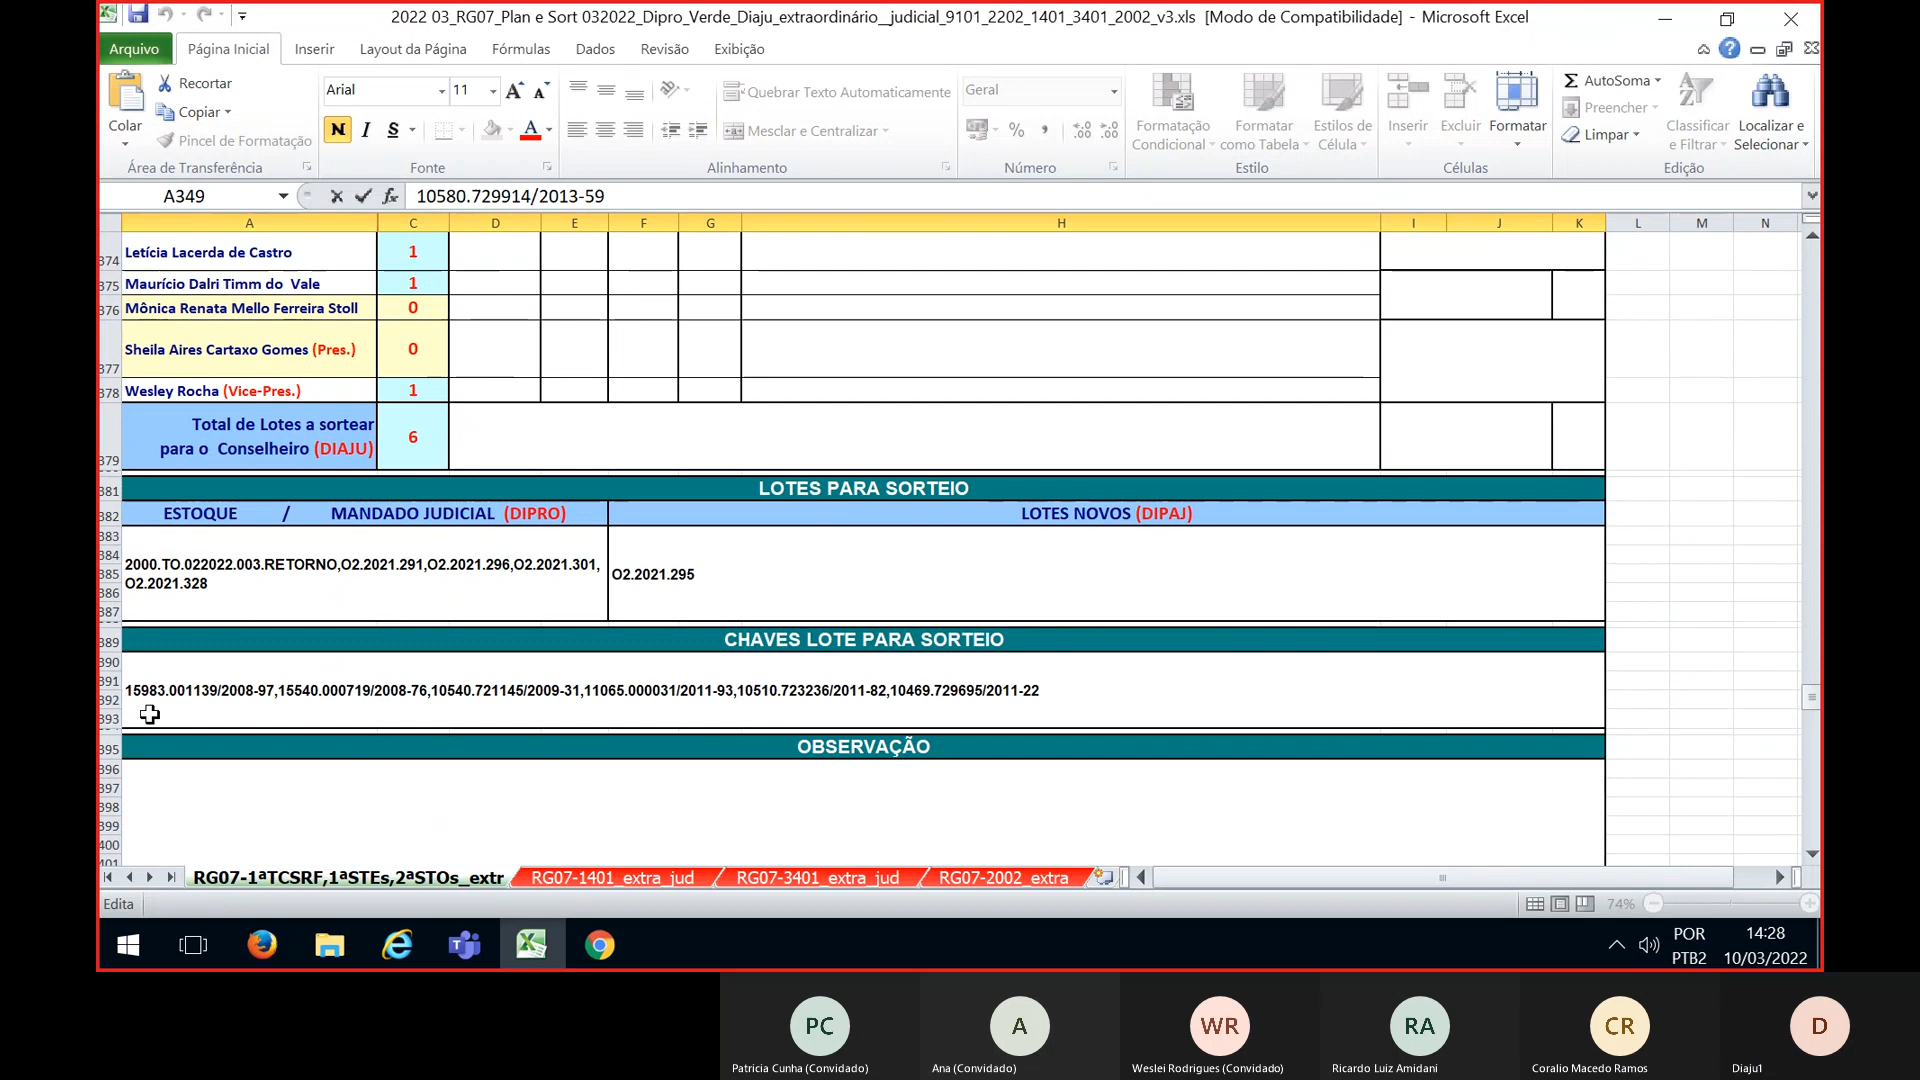 2022 03_RG07_Plan e Sort 032022_Dipro_Verde_Diaju_extraordinário__judicial_9101_2202_1401_3401_2002_v3.xls [Modo de Compatibilidade] - Microsoft Excel
Arquivo Página Inicial Inserir Layout da Página Fórmulas Dados Revisão Exibição
Colar
Recortar
Copiar
Pincel de Formatação
Área de Transferência
Arial 11
N I S
Fonte
Quebrar Texto Automaticamente
Mesclar e Centralizar
Alinhamento
Geral
% ,
Número
Formatação Condicional
Formatar como Tabela
Estilos de Célula
Estilo
Inserir Excluir Formatar
Células
AutoSoma
Preencher
Limpar
Classificar e Filtrar
Localizar e Selecionar
Edição
A349 fx 10580.729914/2013-59
A C D E F G H I J K L M N
374 Letícia Lacerda de Castro 1
375 Maurício Dalri Timm do Vale 1
376 Mônica Renata Mello Ferreira Stoll 0
377 Sheila Aires Cartaxo Gomes (Pres.) 0
378 Wesley Rocha (Vice-Pres.) 1
Total de Lotes a sortear
379 para o Conselheiro (DIAJU) 6
381 LOTES PARA SORTEIO
382 ESTOQUE / MANDADO JUDICIAL (DIPRO) LOTES NOVOS (DIPAJ)
383
384
2000.TO.022022.003.RETORNO,O2.2021.291,O2.2021.296,O2.2021.301,
385 O2.2021.328 O2.2021.295
386
387
389 CHAVES LOTE PARA SORTEIO
390
391 15983.001139/2008-97,15540.000719/2008-76,10540.721145/2009-31,11065.000031/2011-93,10510.723236/2011-82,10469.729695/2011-22
392
393
395 OBSERVAÇÃO
396
397
398
399
400
401
RG07-1ªTCSRF,1ªSTEs,2ªSTOs_extr RG07-1401_extra_jud RG07-3401_extra_jud RG07-2002_extra
Edita 74%
POR 14:28
PTB2 10/03/2022
PC A WR RA CR D
Patricia Cunha (Convidado) Ana (Convidado) Weslei Rodrigues (Convidado) Ricardo Luiz Amidani Coralio Macedo Ramos Diaju1